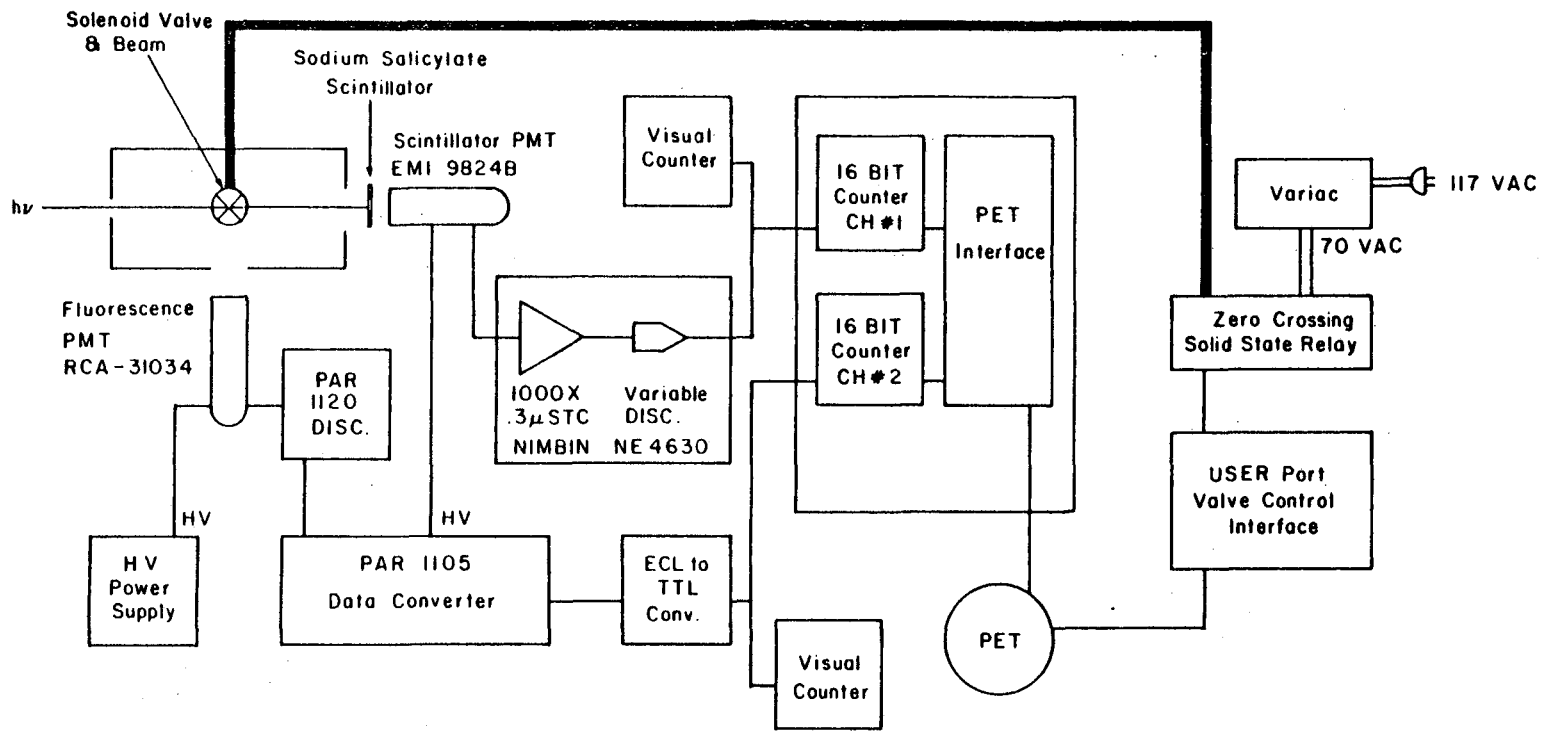 Solenoid Valve
& Beam
Sodium Salicylate
Scintillator
Scintillator PMT
EMI 9824B
hν
Visual
Counter
16 BIT
Counter
CH #1
PET
Interface
Variac
117 VAC
70 VAC
Fluorescence
PMT
RCA-31034
PAR
1120
DISC.
1000X
.3μSTC
NIMBIN
Variable
DISC.
NE 4630
16 BIT
Counter
CH #2
Zero Crossing
Solid State Relay
USER Port
Valve Control
Interface
HV
HV
HV
Power
Supply
PAR 1105
Data Converter
ECL to
TTL
Conv.
PET
Visual
Counter